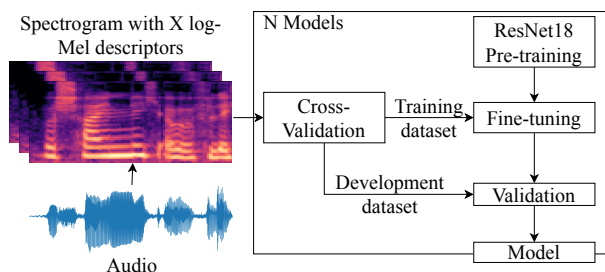 Spectrogram with X log-
Mel descriptors
Audio
N Models
ResNet18
Pre-training
Cross-
Validation
Training
dataset
Fine-tuning
Development
dataset
Validation
Model